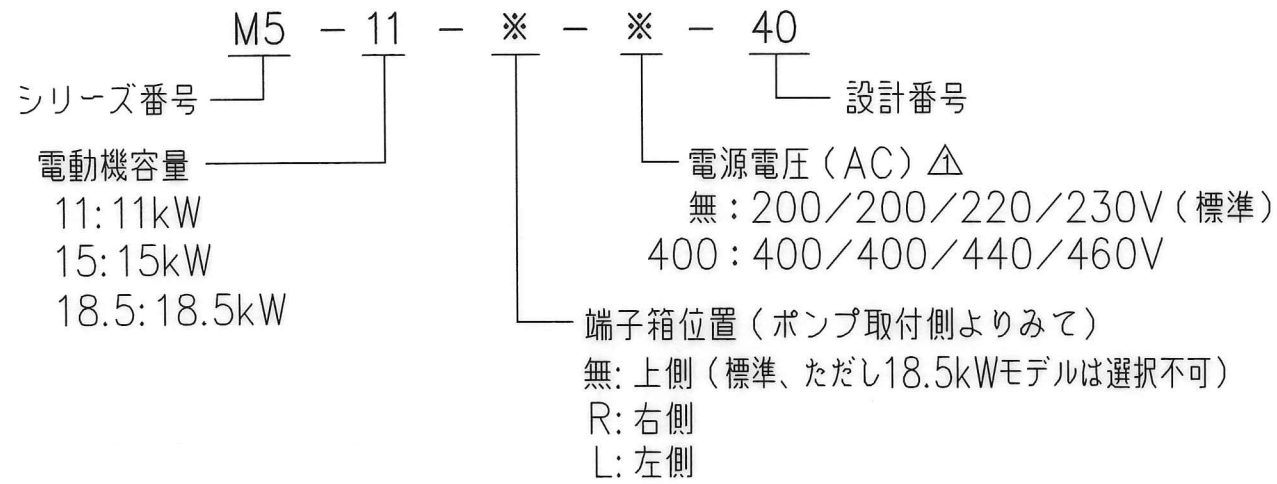 M5 - 11 - ※ - ※ - 40
シリーズ番号
設計番号
電動機容量
11:11kW
15:15kW
18.5:18.5kW
電源電圧(AC)⚠1
無:200/200/220/230V(標準)
400:400/400/440/460V
端子箱位置(ポンプ取付側よりみて)
無:上側(標準、ただし18.5kWモデルは選択不可)
R:右側
L:左側